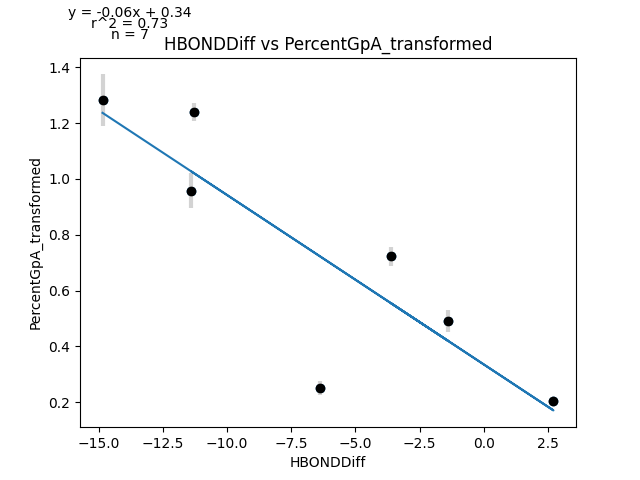 y = -0.06x + 0.34
r^2 = 0.73
n = 7
HBONDDiff vs PercentGpA_transformed
PercentGpA_transformed
1.4
1.2
1.0
0.8
0.6
0.4
0.2
−15.0 −12.5 −10.0 −7.5 −5.0 −2.5 0.0 2.5
HBONDDiff